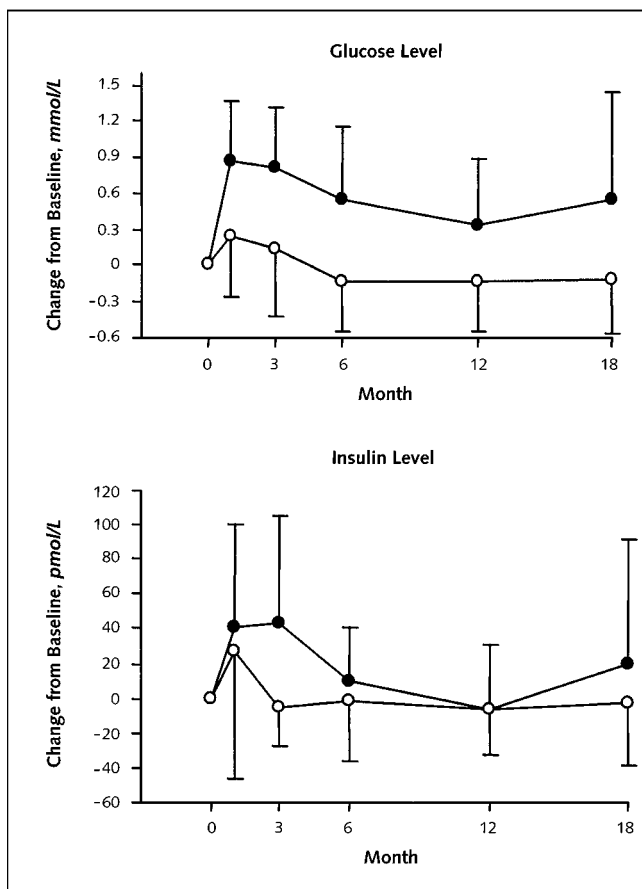 Glucose Level
Change from Baseline, mmol/L
1.5
1.2
0.9
0.6
0.3
0
−0.3
−0.6
0 3 6 12 18
Month
Insulin Level
Change from Baseline, pmol/L
120
100
80
60
40
20
0
−20
−40
−60
0 3 6 12 18
Month